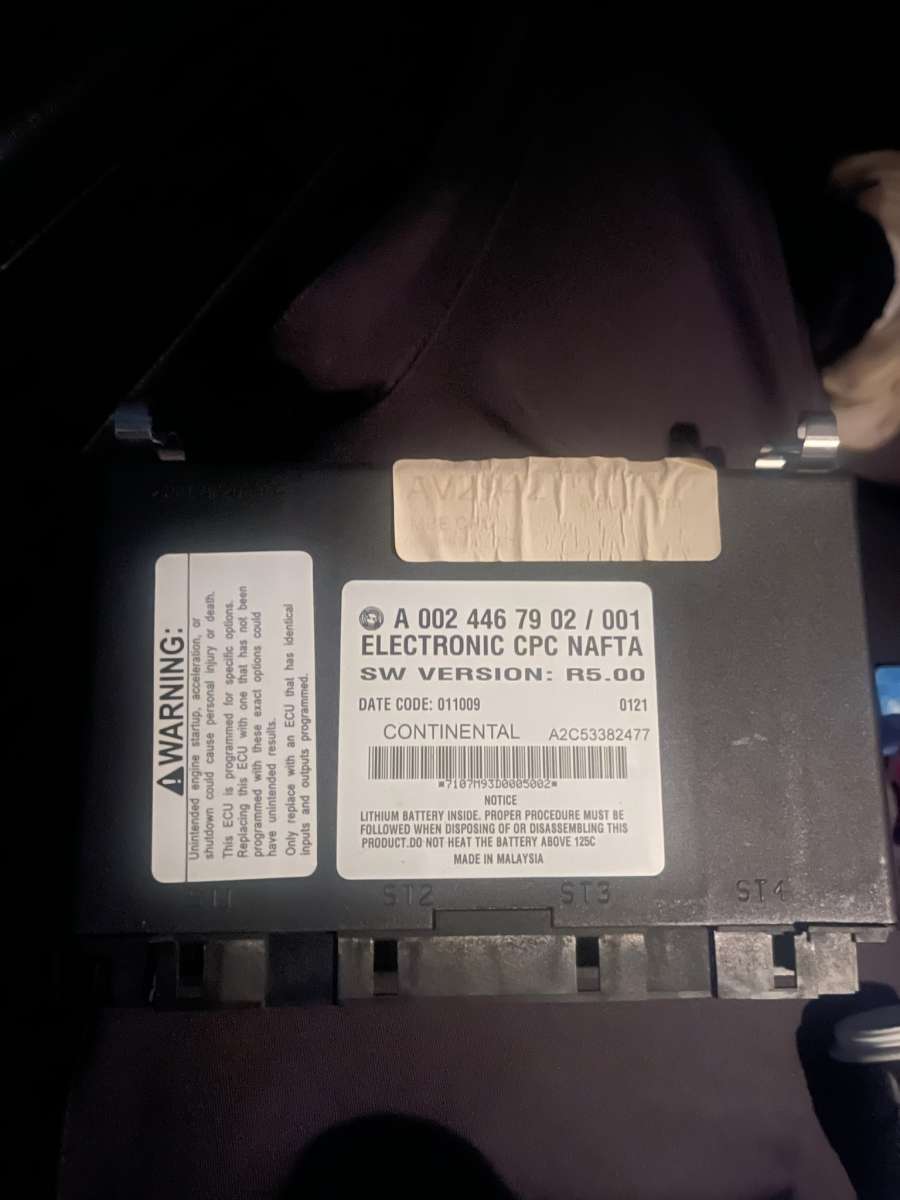 WARNING:
Unintended engine startup, acceleration, or
shutdown could cause personal injury or death.
This ECU is programmed for specific options.
Replacing this ECU with one that has not been
programmed with these exact options could
have unintended results.
Only replace with an ECU that has identical
inputs and outputs programmed.
A 002 446 79 02 / 001
ELECTRONIC CPC NAFTA
SW VERSION: R5.00
DATE CODE: 011009 0121
CONTINENTAL A2C53382477
*7107M93D0005002*
NOTICE
LITHIUM BATTERY INSIDE. PROPER PROCEDURE MUST BE
FOLLOWED WHEN DISPOSING OF OR DISASSEMBLING THIS
PRODUCT.DO NOT HEAT THE BATTERY ABOVE 125C
MADE IN MALAYSIA
ST2 ST3 ST4